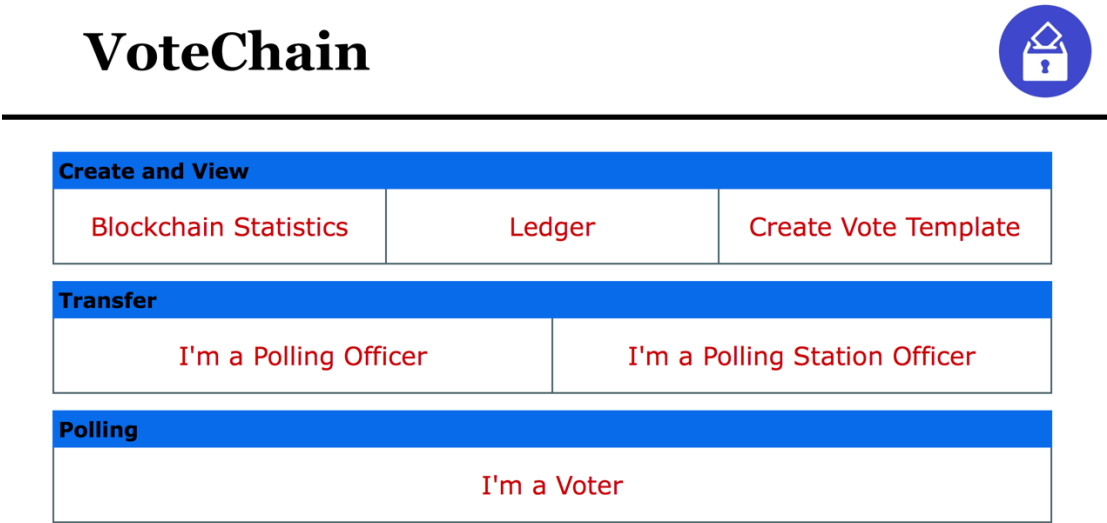 VoteChain
Create and View
Blockchain Statistics
Ledger
Create Vote Template
Transfer
I'm a Polling Officer
I'm a Polling Station Officer
Polling
I'm a Voter